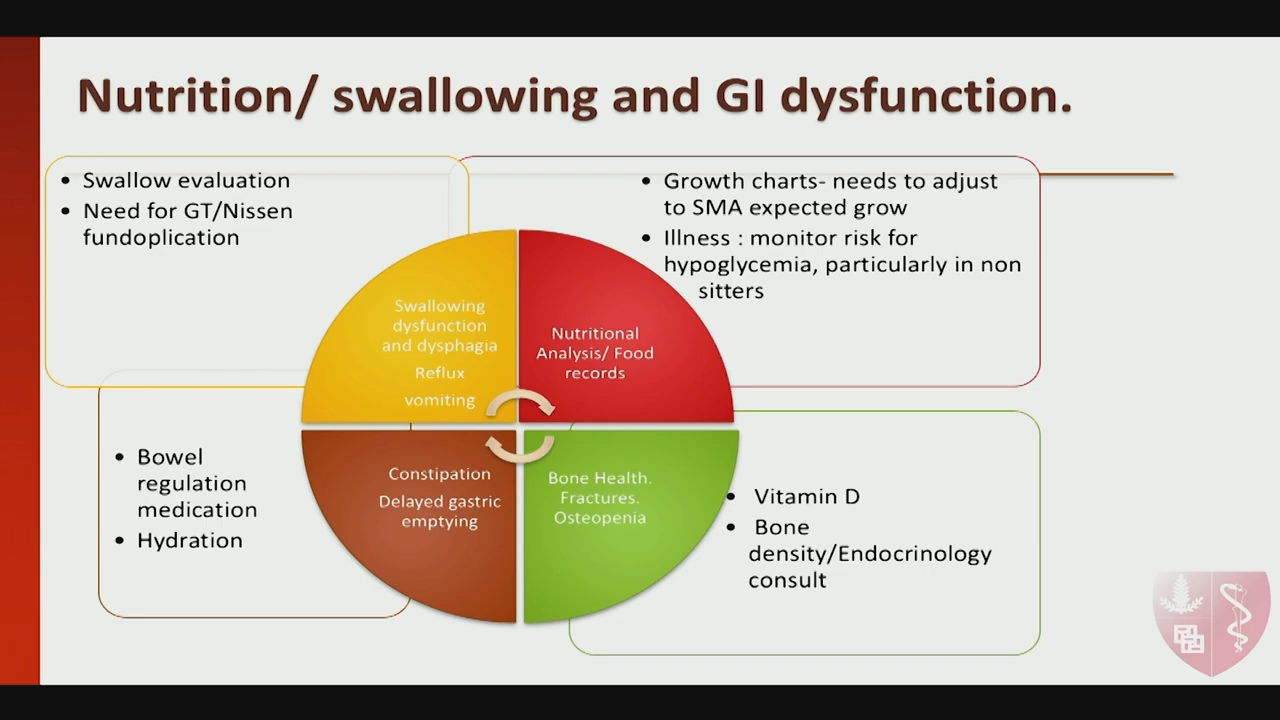 Nutrition/ swallowing and GI dysfunction.
• Swallow evaluation
• Need for GT/Nissen
fundoplication
• Growth charts- needs to adjust
to SMA expected grow
• Illness : monitor risk for
hypoglycemia, particularly in non
sitters
Swallowing
dysfunction
and dysphagia
Reflux
vomiting
Nutritional
Analysis/ Food
records
• Bowel
regulation
medication
• Hydration
Constipation
Delayed gastric
emptying
Bone Health.
Fractures.
Osteopenia
• Vitamin D
• Bone
density/Endocrinology
consult